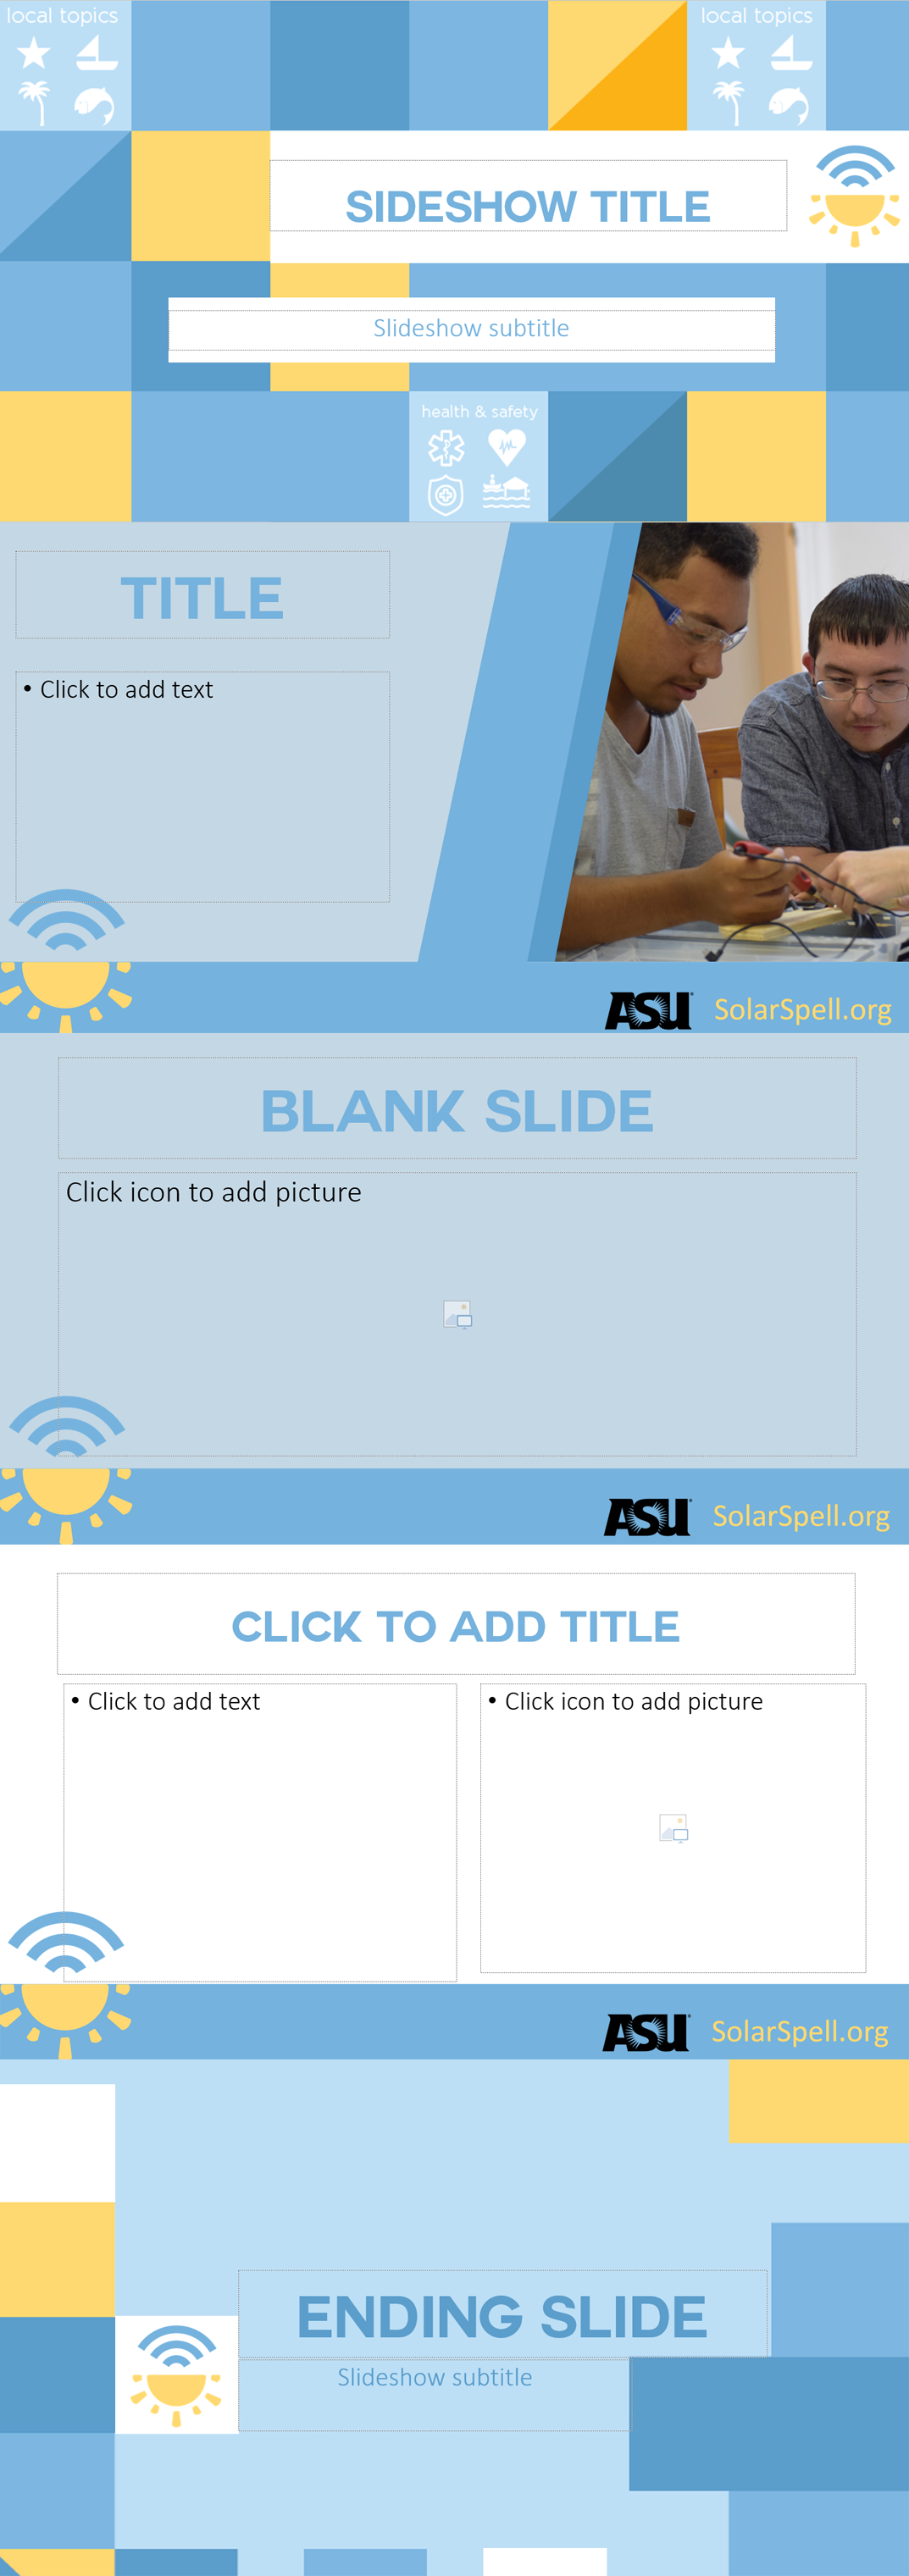 local topics
local topics
SIDESHOW TITLE
Slideshow subtitle
health & safety
TITLE
• Click to add text
ASU SolarSpell.org
BLANK SLIDE
Click icon to add picture
ASU SolarSpell.org
CLICK TO ADD TITLE
• Click to add text
• Click icon to add picture
ASU SolarSpell.org
ENDING SLIDE
Slideshow subtitle